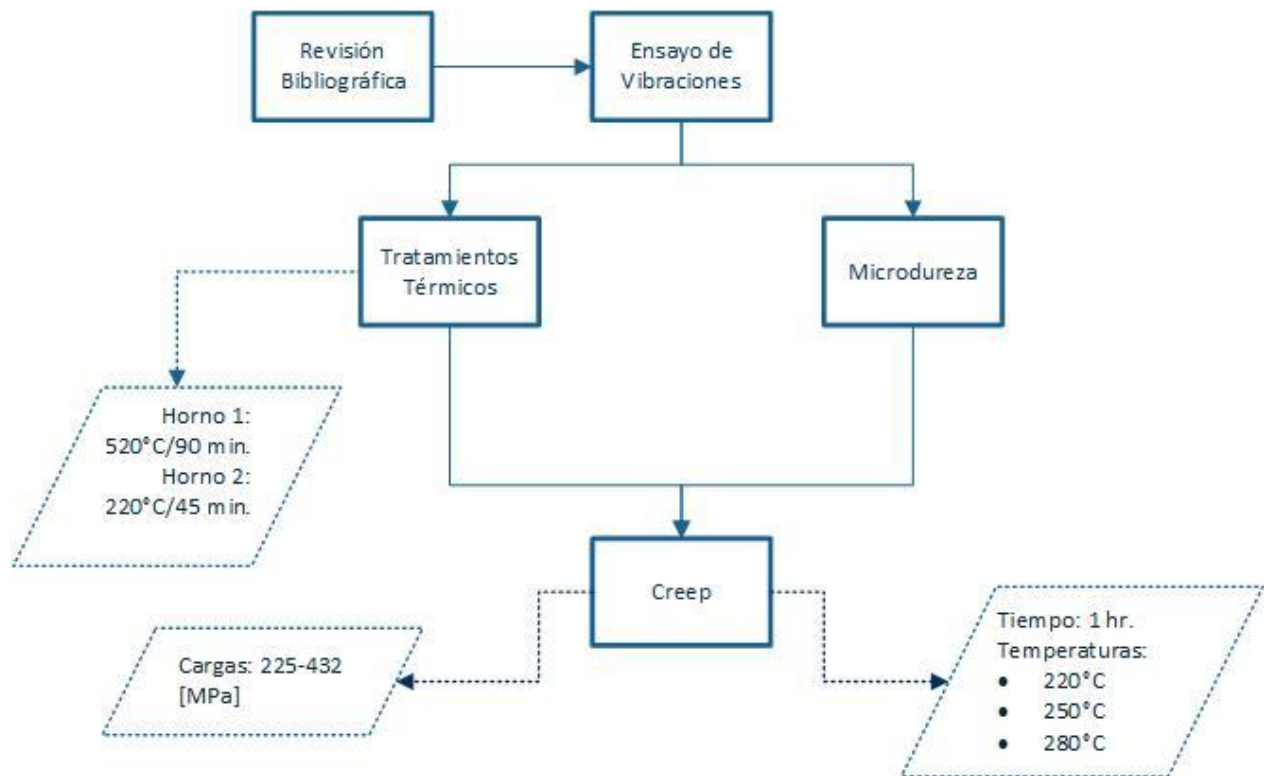 Revisión
Bibliográfica
Ensayo de
Vibraciones
Tratamientos
Térmicos
Microdureza
Horno 1:
520°C/90 min.
Horno 2:
220°C/45 min.
Creep
Cargas: 225-432
[MPa]
Tiempo: 1 hr.
Temperaturas:
• 220°C
• 250°C
• 280°C